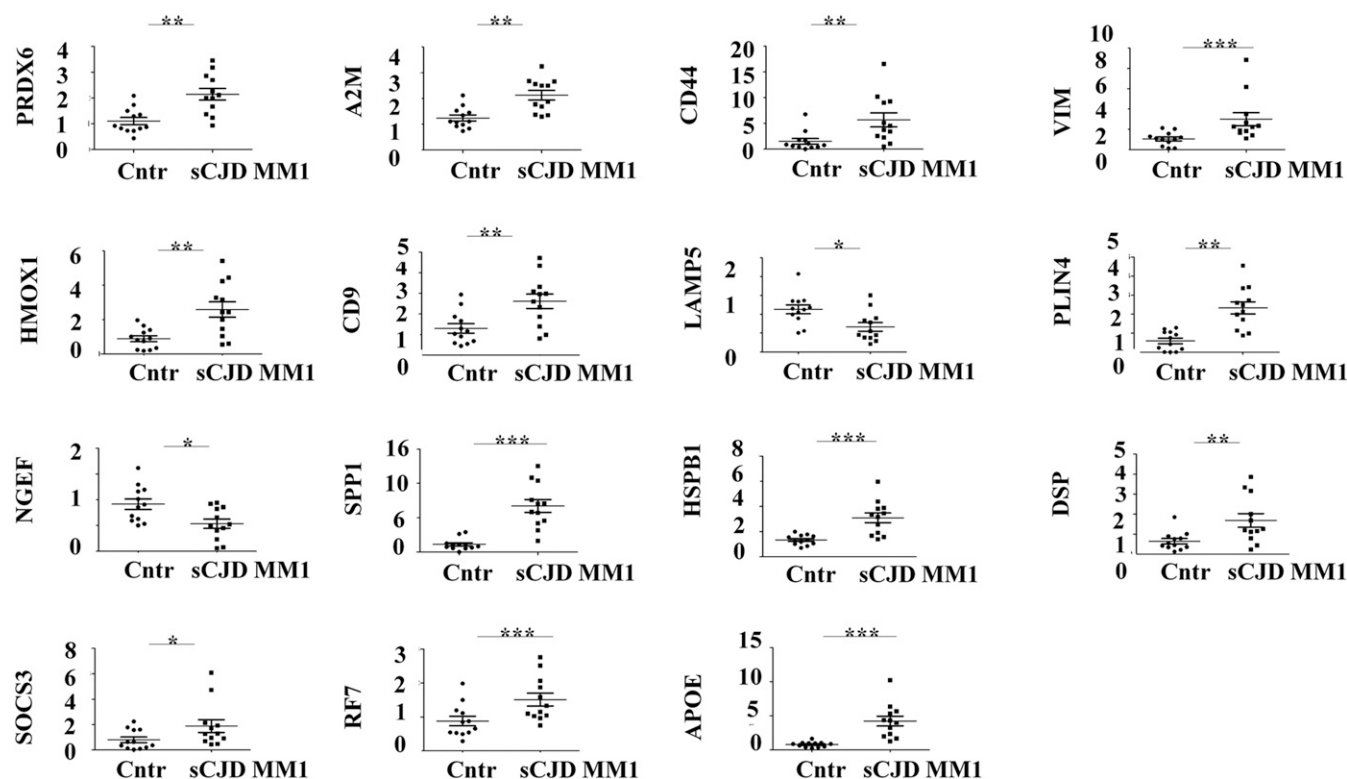 **
PRDX6
4
3
2
1
0
Cntr sCJD MM1
**
A2M
4
3
2
1
0
Cntr sCJD MM1
**
CD44
20
15
10
5
0
Cntr sCJD MM1
***
VIM
10
8
6
4
2
0
Cntr sCJD MM1
**
HMOX1
6
4
2
0
Cntr sCJD MM1
**
CD9
5
4
3
2
1
0
Cntr sCJD MM1
*
LAMP5
2
1
0
Cntr sCJD MM1
**
PLIN4
5
4
3
2
1
0
Cntr sCJD MM1
*
NGEF
2
1
0
Cntr sCJD MM1
***
SPP1
16
10
6
0
Cntr sCJD MM1
***
HSPB1
8
6
4
2
0
Cntr sCJD MM1
**
DSP
5
4
3
2
1
0
Cntr sCJD MM1
*
SOCS3
8
6
4
2
0
Cntr sCJD MM1
***
RF7
3
2
1
0
Cntr sCJD MM1
***
APOE
15
10
5
0
Cntr sCJD MM1